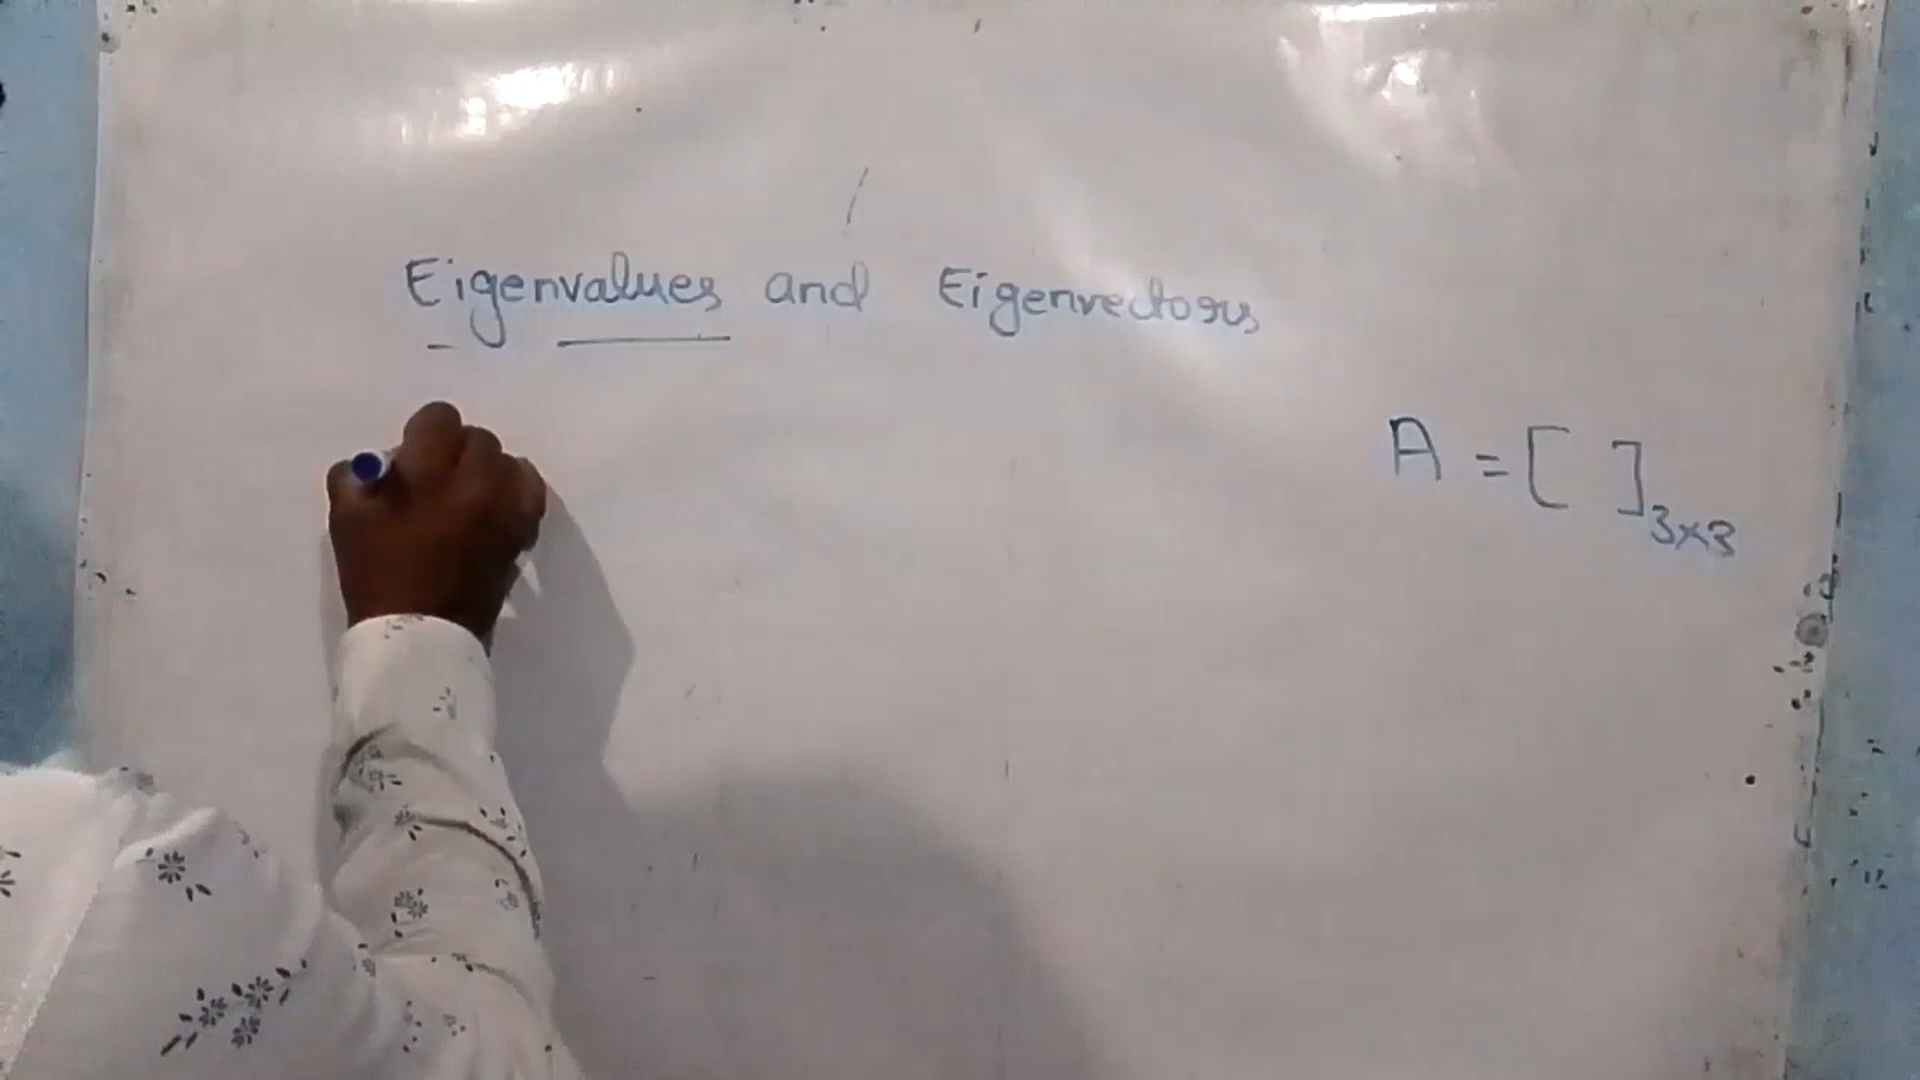 Eigenvalues and Eigenvectors
A = [ ]3×3